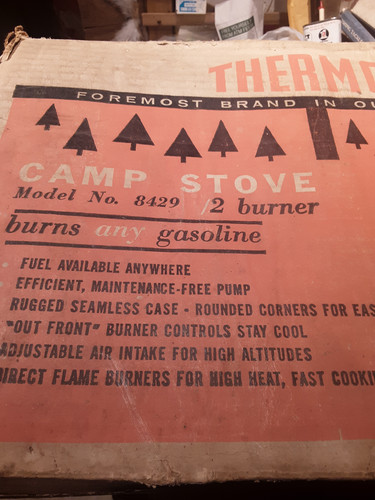 THERMO
FOREMOST BRAND IN OU
CAMP STOVE
Model No. 8429 /2 burner
burns any gasoline
FUEL AVAILABLE ANYWHERE
EFFICIENT, MAINTENANCE-FREE PUMP
RUGGED SEAMLESS CASE - ROUNDED CORNERS FOR EAS
"OUT FRONT" BURNER CONTROLS STAY COOL
ADJUSTABLE AIR INTAKE FOR HIGH ALTITUDES
DIRECT FLAME BURNERS FOR HIGH HEAT, FAST COOKI